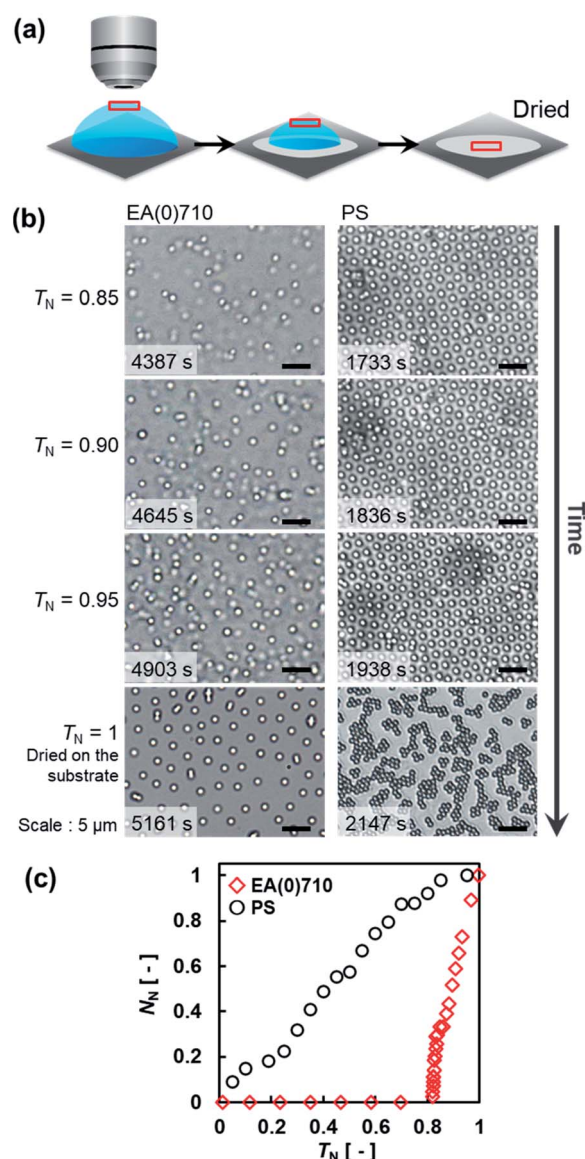 (a)
Dried
(b)
EA(0)710 PS
T_N = 0.85
4387 s 1733 s
T_N = 0.90
4645 s 1836 s
Time
T_N = 0.95
4903 s 1938 s
T_N = 1
Dried on the
substrate
Scale : 5 μm
5161 s 2147 s
(c)
EA(0)710
PS
1
0.8
0.6
0.4
0.2
0
N_N [ - ]
0 0.2 0.4 0.6 0.8 1
T_N [ - ]